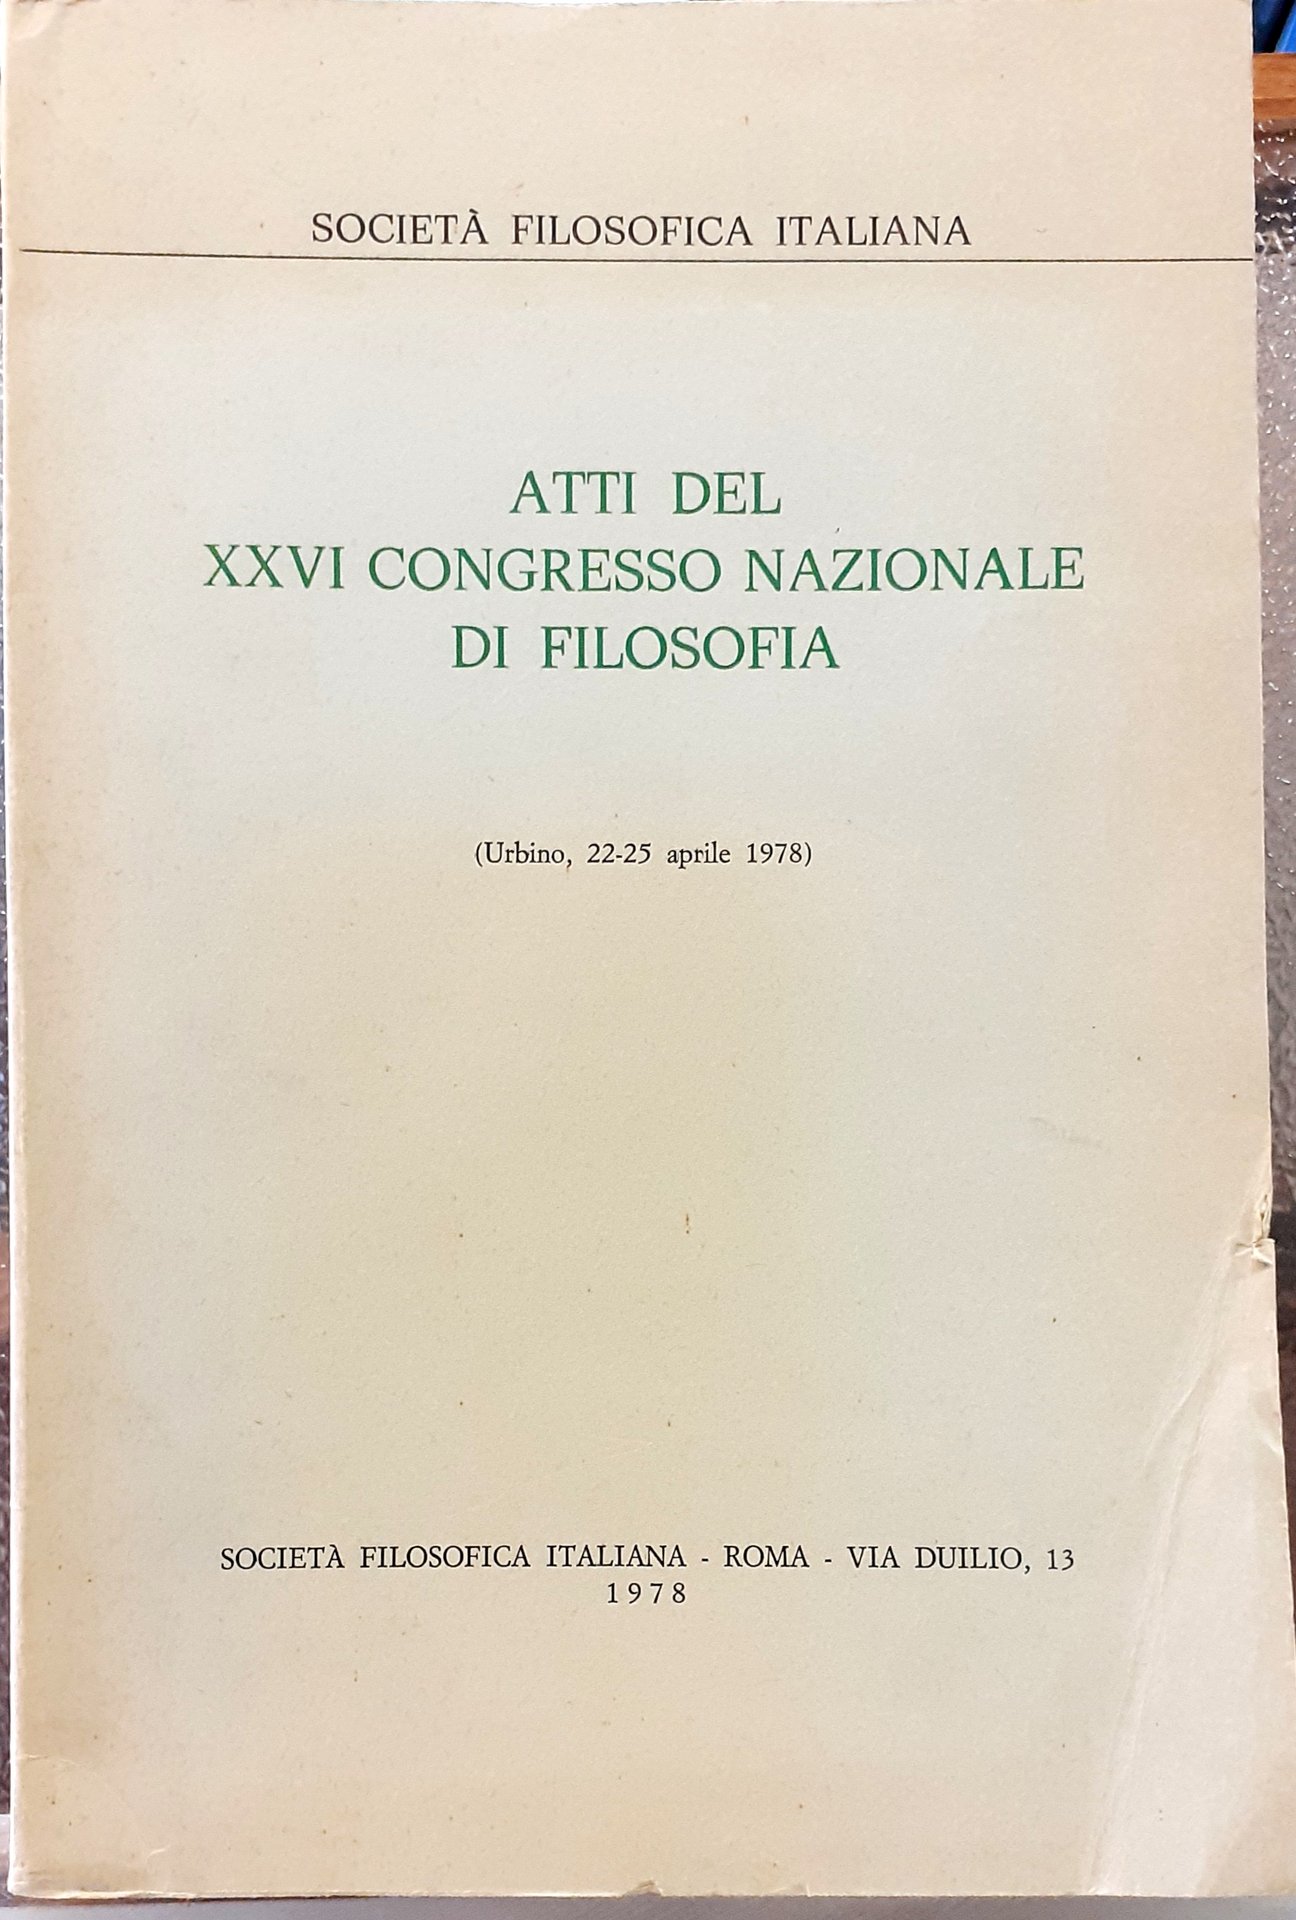 SOCIETÀ FILOSOFICA ITALIANA
ATTI DEL
XXVI CONGRESSO NAZIONALE
DI FILOSOFIA
(Urbino, 22-25 aprile 1978)
SOCIETÀ FILOSOFICA ITALIANA - ROMA - VIA DUILIO, 13
1978